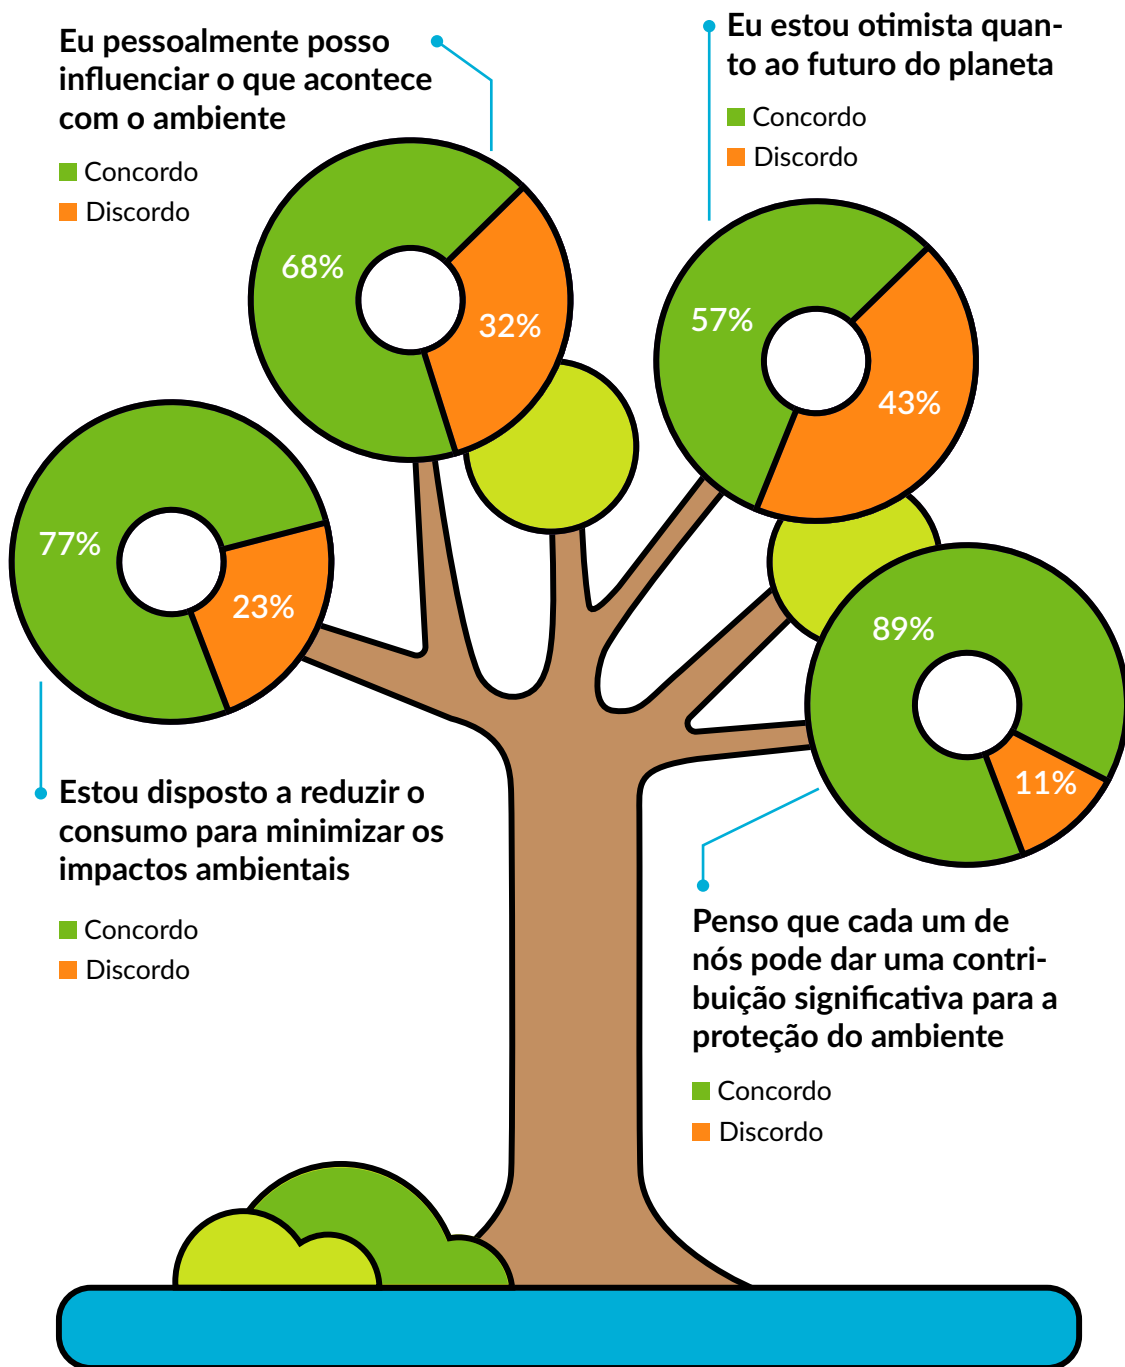 Eu pessoalmente posso
influenciar o que acontece
com o ambiente
Concordo
Discordo
68%
32%
Eu estou otimista quan-
to ao futuro do planeta
Concordo
Discordo
57%
43%
77%
23%
Estou disposto a reduzir o
consumo para minimizar os
impactos ambientais
Concordo
Discordo
89%
11%
Penso que cada um de
nós pode dar uma contri-
buição significativa para a
proteção do ambiente
Concordo
Discordo